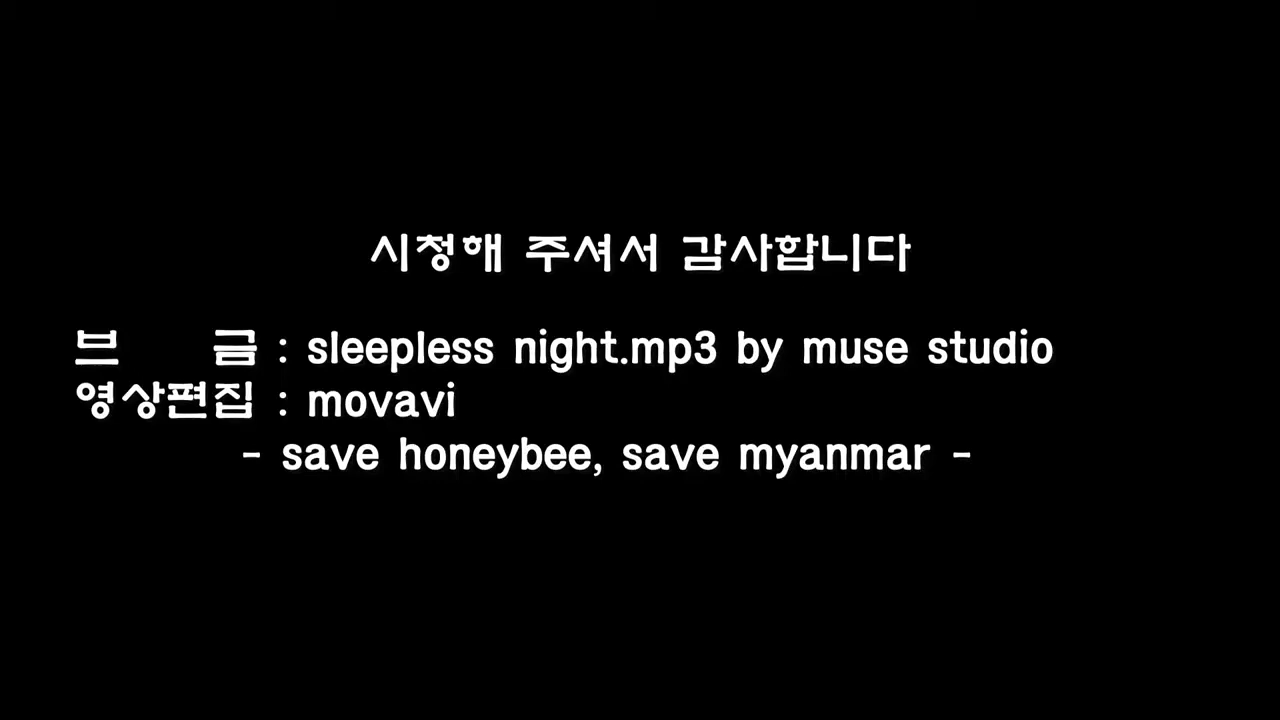 시청해 주셔서 감사합니다
브 금 : sleepless night.mp3 by muse studio
영상편집 : movavi
- save honeybee, save myanmar -